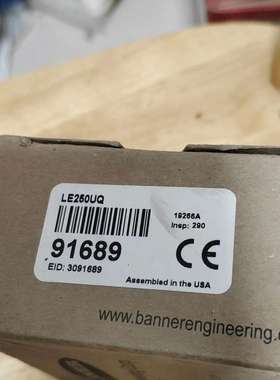 LE250UQ
19256A
Insp: 290
91689
CE
EID: 3091689
Assembled in the USA
www.bannerengineering.